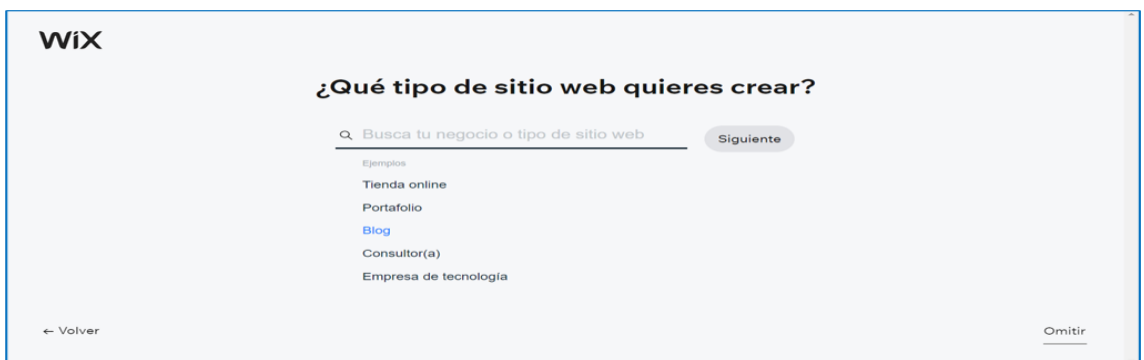 WiX
¿Qué tipo de sitio web quieres crear?
Busca tu negocio o tipo de sitio web
Siguiente
Ejemplos
Tienda online
Portafolio
Blog
Consultor(a)
Empresa de tecnología
← Volver
Omitir